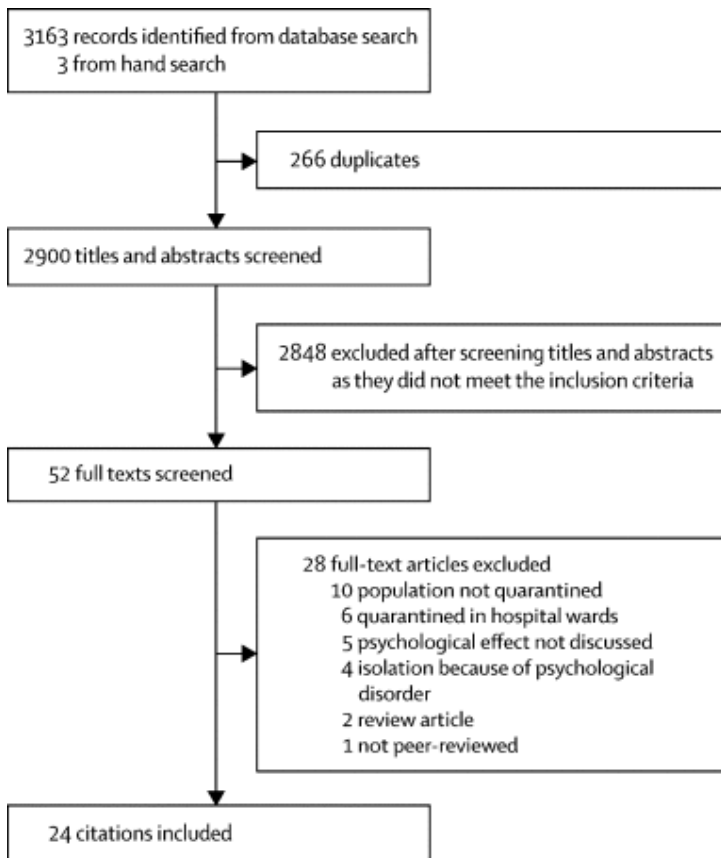 3163 records identified from database search
3 from hand search
266 duplicates
2900 titles and abstracts screened
2848 excluded after screening titles and abstracts
as they did not meet the inclusion criteria
52 full texts screened
28 full-text articles excluded
10 population not quarantined
6 quarantined in hospital wards
5 psychological effect not discussed
4 isolation because of psychological
disorder
2 review article
1 not peer-reviewed
24 citations included